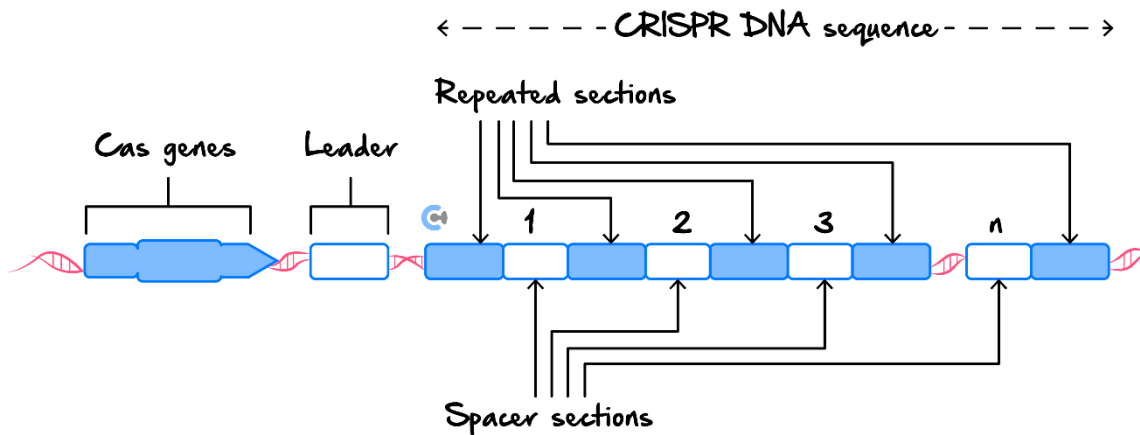 CRISPR DNA sequence
Repeated sections
Cas genes
Leader
1
2
3
n
Spacer sections